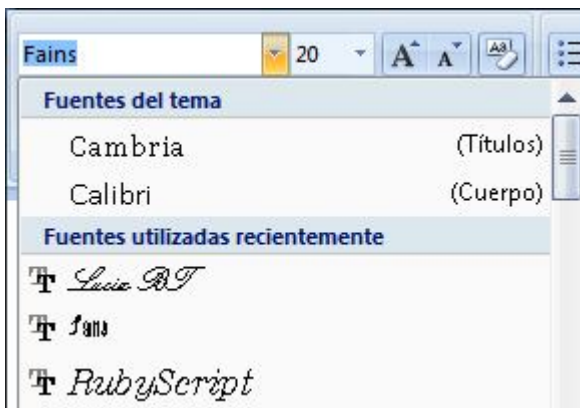 Fains 20
Fuentes del tema
Cambria (Títulos)
Calibri (Cuerpo)
Fuentes utilizadas recientemente
Lucia BT
RubyScript